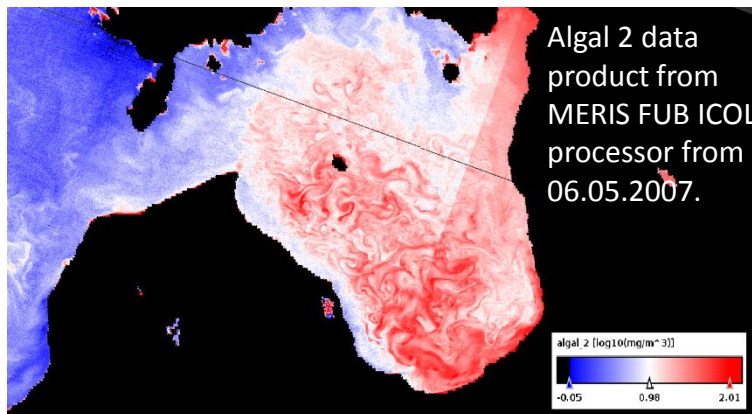 Algal 2 data
product from
MERIS FUB ICOL
processor from
06.05.2007.
algal_2 [log10(mg/m^3)]
-0.05 0.98 2.01